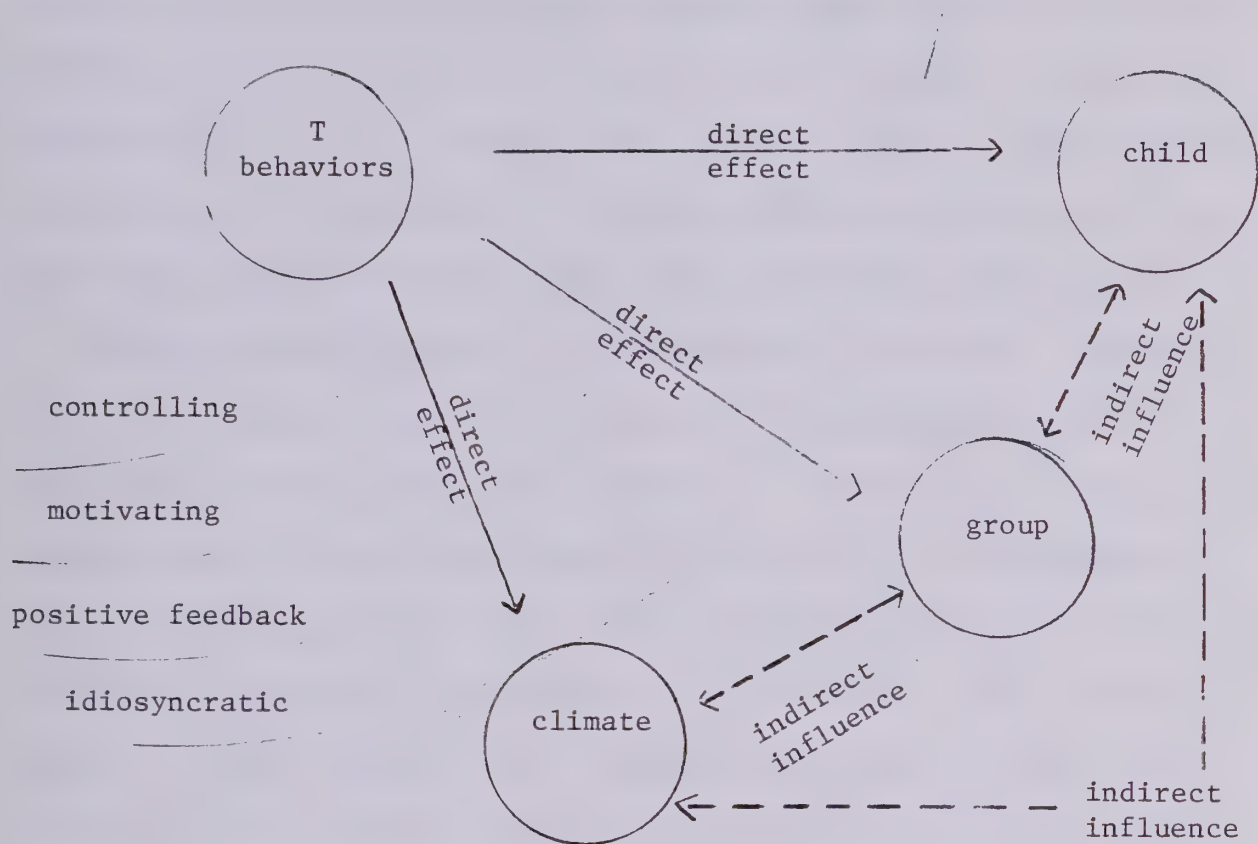 T
behaviors
direct
effect
child
direct
effect
indirect
influence
controlling
direct
effect
motivating
group
positive feedback
idiosyncratic
climate
indirect
influence
indirect
influence